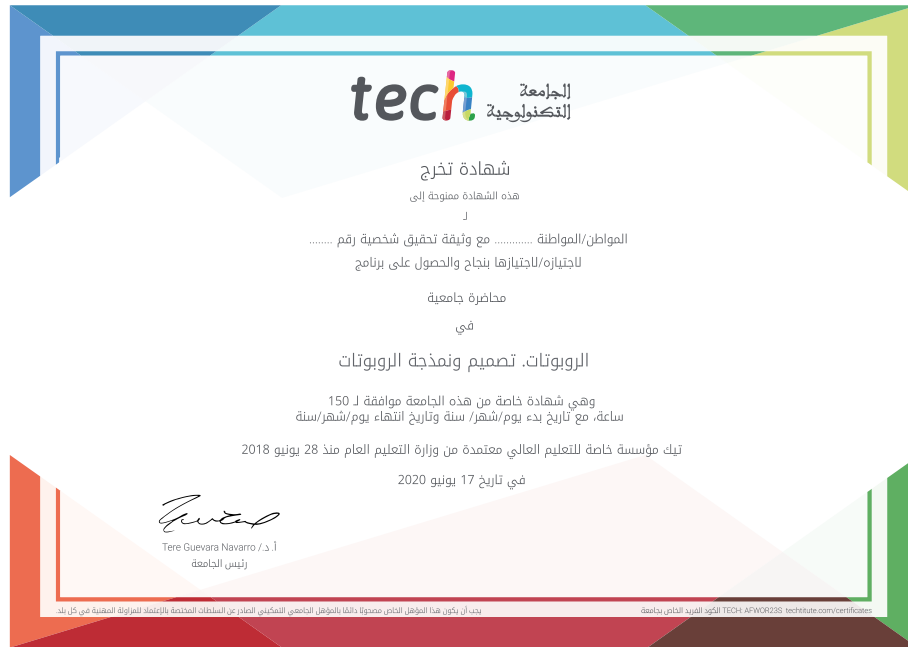 tech
الجامعة
التكنولوجية
شهادة تخرج
هذه الشهادة ممنوحة إلى
لـ
المواطن/المواطنة ............. مع وثيقة تحقيق شخصية رقم ........
لاجتيازه/لاجتيازها بنجاح والحصول على برنامج
محاضرة جامعية
في
الروبوتات. تصميم ونمذجة الروبوتات
وهي شهادة خاصة من هذه الجامعة موافقة لـ 150
ساعة، مع تاريخ بدء يوم/شهر/ سنة وتاريخ انتهاء يوم/شهر/سنة
تيك مؤسسة خاصة للتعليم العالي معتمدة من وزارة التعليم العام منذ 28 يونيو 2018
في تاريخ 17 يونيو 2020
أ. د./ Tere Guevara Navarro
رئيس الجامعة
الكود الفريد الخاص بجامعة TECH: AFWOR23S techtitute.com/certificates
يجب أن يكون هذا المؤهل الخاص مصحوبًا دائمًا بالمؤهل الجامعي التمكيني الصادر عن السلطات المختصة بالإعتماد للمزاولة المهنية في كل بلد.